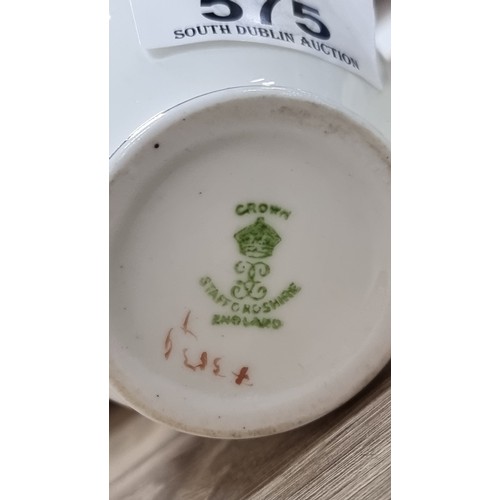 575
SOUTH DUBLIN AUCTION
CROWN
STAFFORDSHIRE
ENGLAND